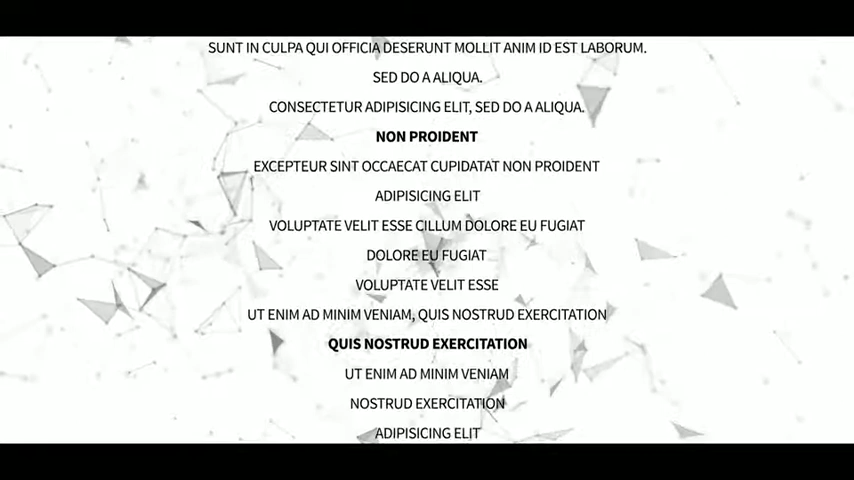 SUNT IN CULPA QUI OFFICIA DESERUNT MOLLIT ANIM ID EST LABORUM.
SED DO A ALIQUA.
CONSECTETUR ADIPISICING ELIT, SED DO A ALIQUA.
NON PROIDENT
EXCEPTEUR SINT OCCAECAT CUPIDATAT NON PROIDENT
ADIPISICING ELIT
VOLUPTATE VELIT ESSE CILLUM DOLORE EU FUGIAT
DOLORE EU FUGIAT
VOLUPTATE VELIT ESSE
UT ENIM AD MINIM VENIAM, QUIS NOSTRUD EXERCITATION
QUIS NOSTRUD EXERCITATION
UT ENIM AD MINIM VENIAM
NOSTRUD EXERCITATION
ADIPISICING ELIT